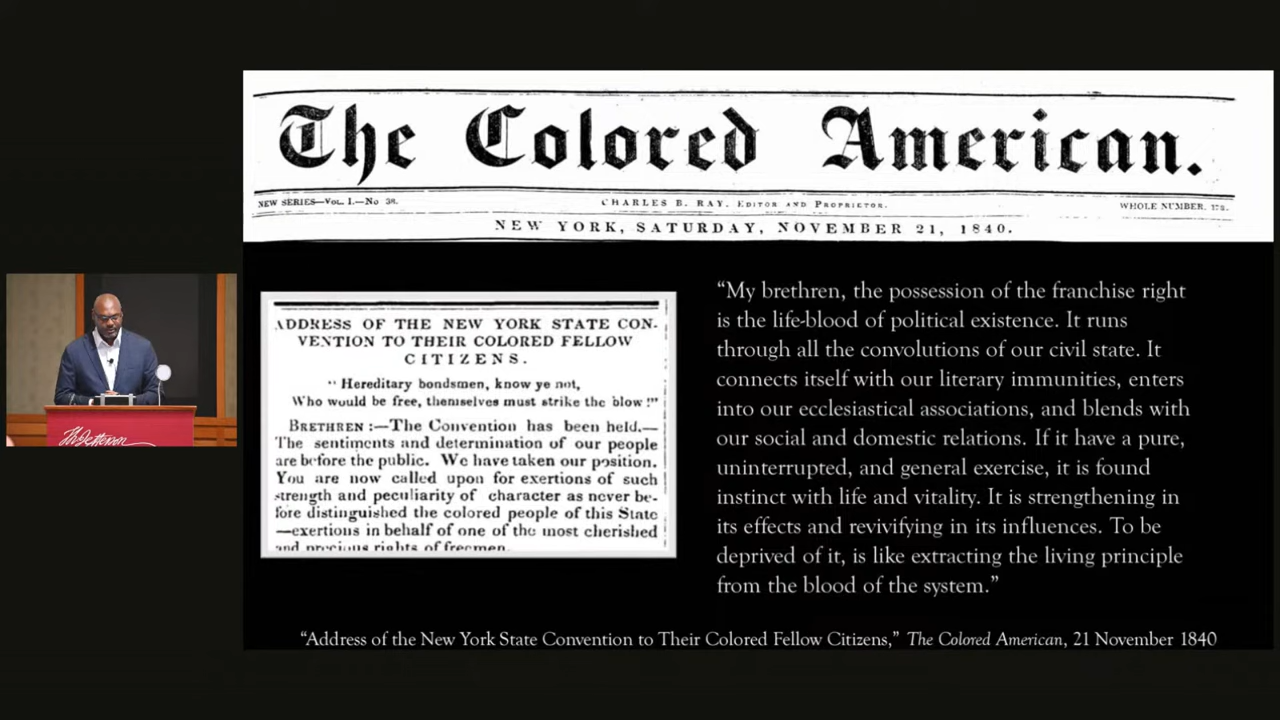 The Colored American.
NEW SERIES—VOL. I.—NO 38.
CHARLES B. RAY, EDITOR AND PROPRIETOR.
WHOLE NUMBER,
NEW YORK, SATURDAY, NOVEMBER 21, 1840.
ADDRESS OF THE NEW YORK STATE CON-
VENTION TO THEIR COLORED FELLOW
CITIZENS.
"Hereditary bondsmen, know ye not,
Who would be free, themselves must strike the blow!"
BRETHREN:—The Convention has been held.—
The sentiments and determination of our people
are before the public. We have taken our position.
You are now called upon for exertions of such
strength and peculiarity of character as never be-
fore distinguished the colored people of this State
—exertions in behalf of one of the most cherished
and precious rights of freemen.
“My brethren, the possession of the franchise right
is the life-blood of political existence. It runs
through all the convolutions of our civil state. It
connects itself with our literary immunities, enters
into our ecclesiastical associations, and blends with
our social and domestic relations. If it have a pure,
uninterrupted, and general exercise, it is found
instinct with life and vitality. It is strengthening in
its effects and revivifying in its influences. To be
deprived of it, is like extracting the living principle
from the blood of the system.”
Th Jefferson
“Address of the New York State Convention to Their Colored Fellow Citizens,” The Colored American, 21 November 1840